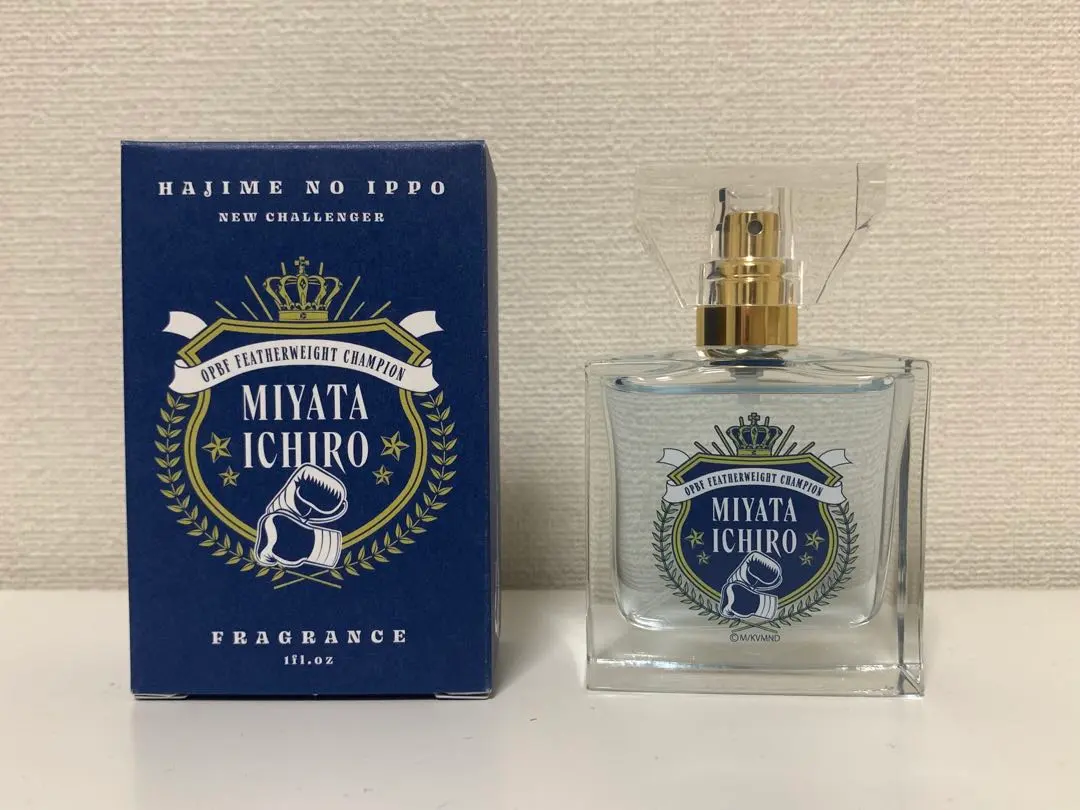 HAJIME NO IPPO
NEW CHALLENGER
OPBF FEATHERWEIGHT CHAMPION
MIYATA
ICHIRO
FRAGRANCE
1fl.oz
OPBF FEATHERWEIGHT CHAMPION
MIYATA
ICHIRO
©M/KVMND